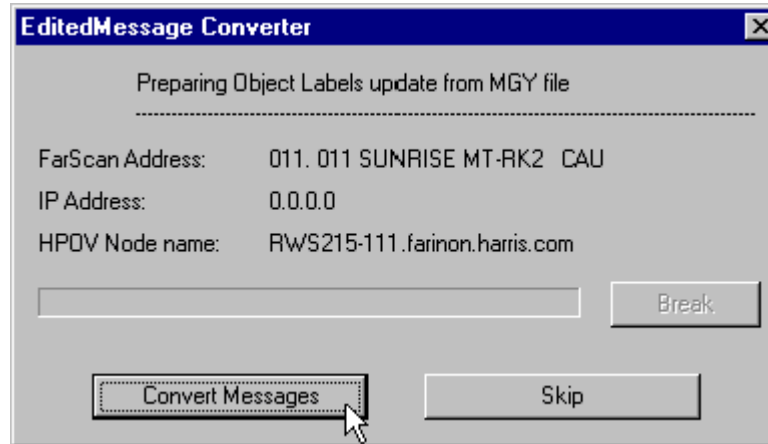 EditedMessage Converter
Preparing Object Labels update from MGY file
FarScan Address: 011. 011 SUNRISE MT-RK2 CAU
IP Address: 0.0.0.0
HPOV Node name: RWS215-111.farinon.harris.com
Break
Convert Messages Skip